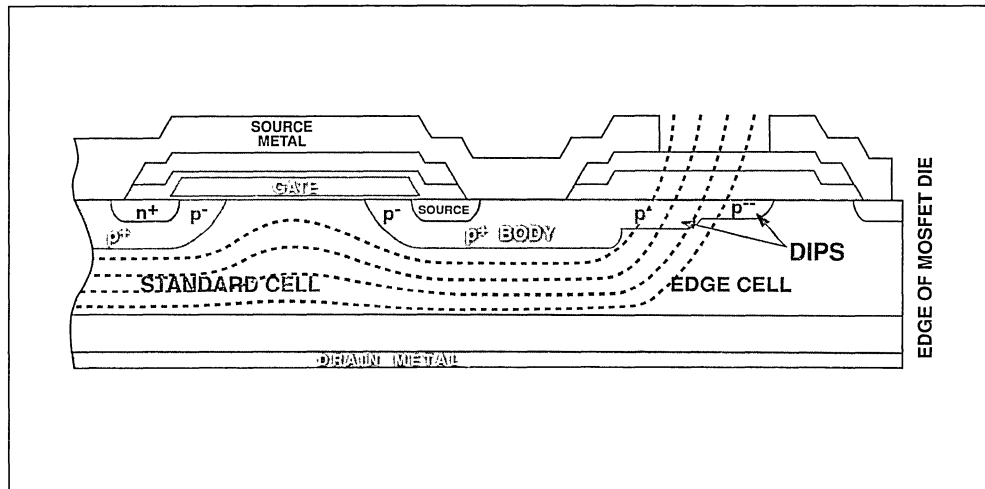 SOURCE
METAL
GATE
n+
p-
p-
SOURCE
p-
p--
p+
p+ BODY
DIPS
STANDARD CELL
EDGE CELL
DRAIN METAL
EDGE OF MOSFET DIE